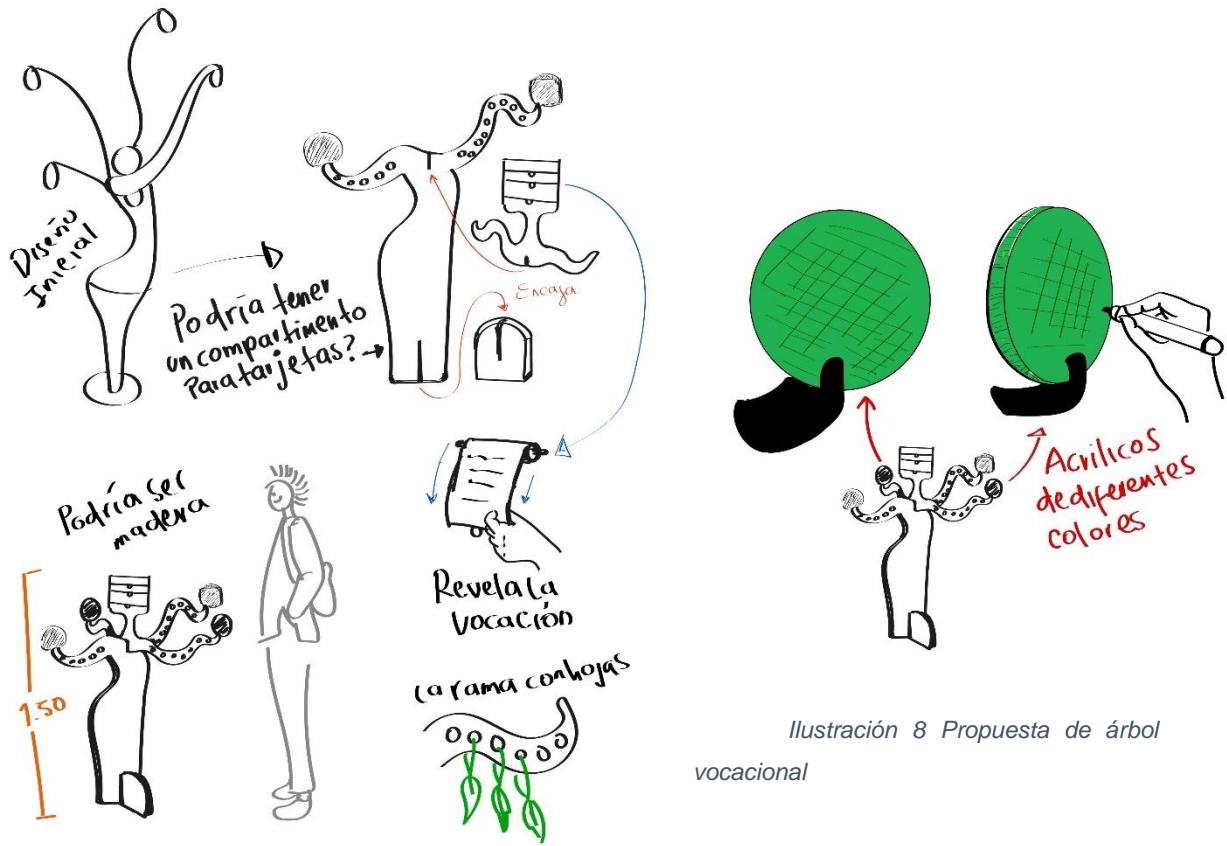 Diseño
Inicial
Podría tener
un compartimento
para tarjetas?
Encaja
Podría ser
madera
1.50
Revela la
vocación
la rama con hojas
Acrilicos
de diferentes
colores
Ilustración 8 Propuesta de árbol
vocacional